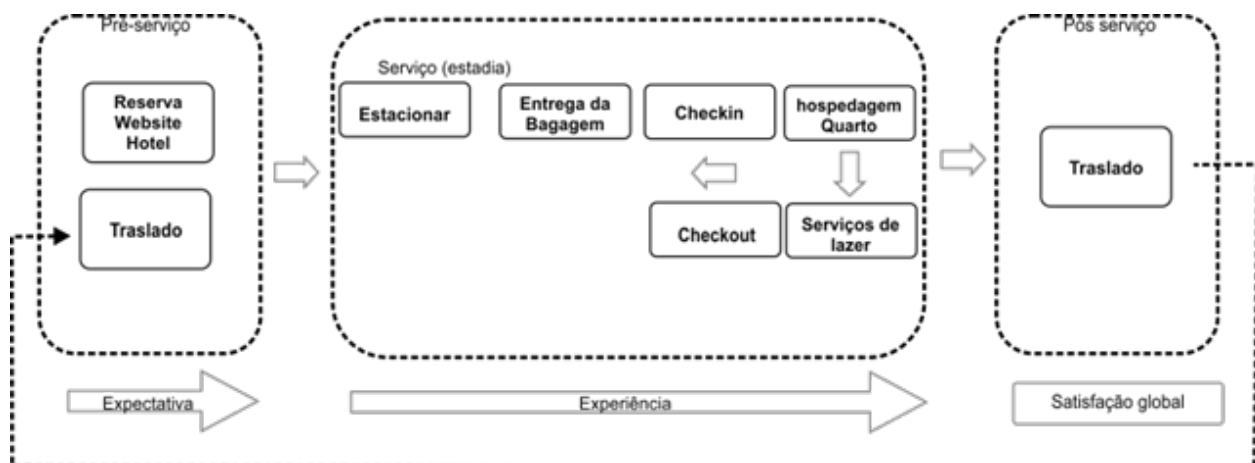 Pré-serviço
Reserva
Website
Hotel
Traslado
Serviço (estadia)
Estacionar
Entrega da
Bagagem
Checkin
hospedagem
Quarto
Checkout
Serviços de
lazer
Pós serviço
Traslado
Expectativa
Experiência
Satisfação global